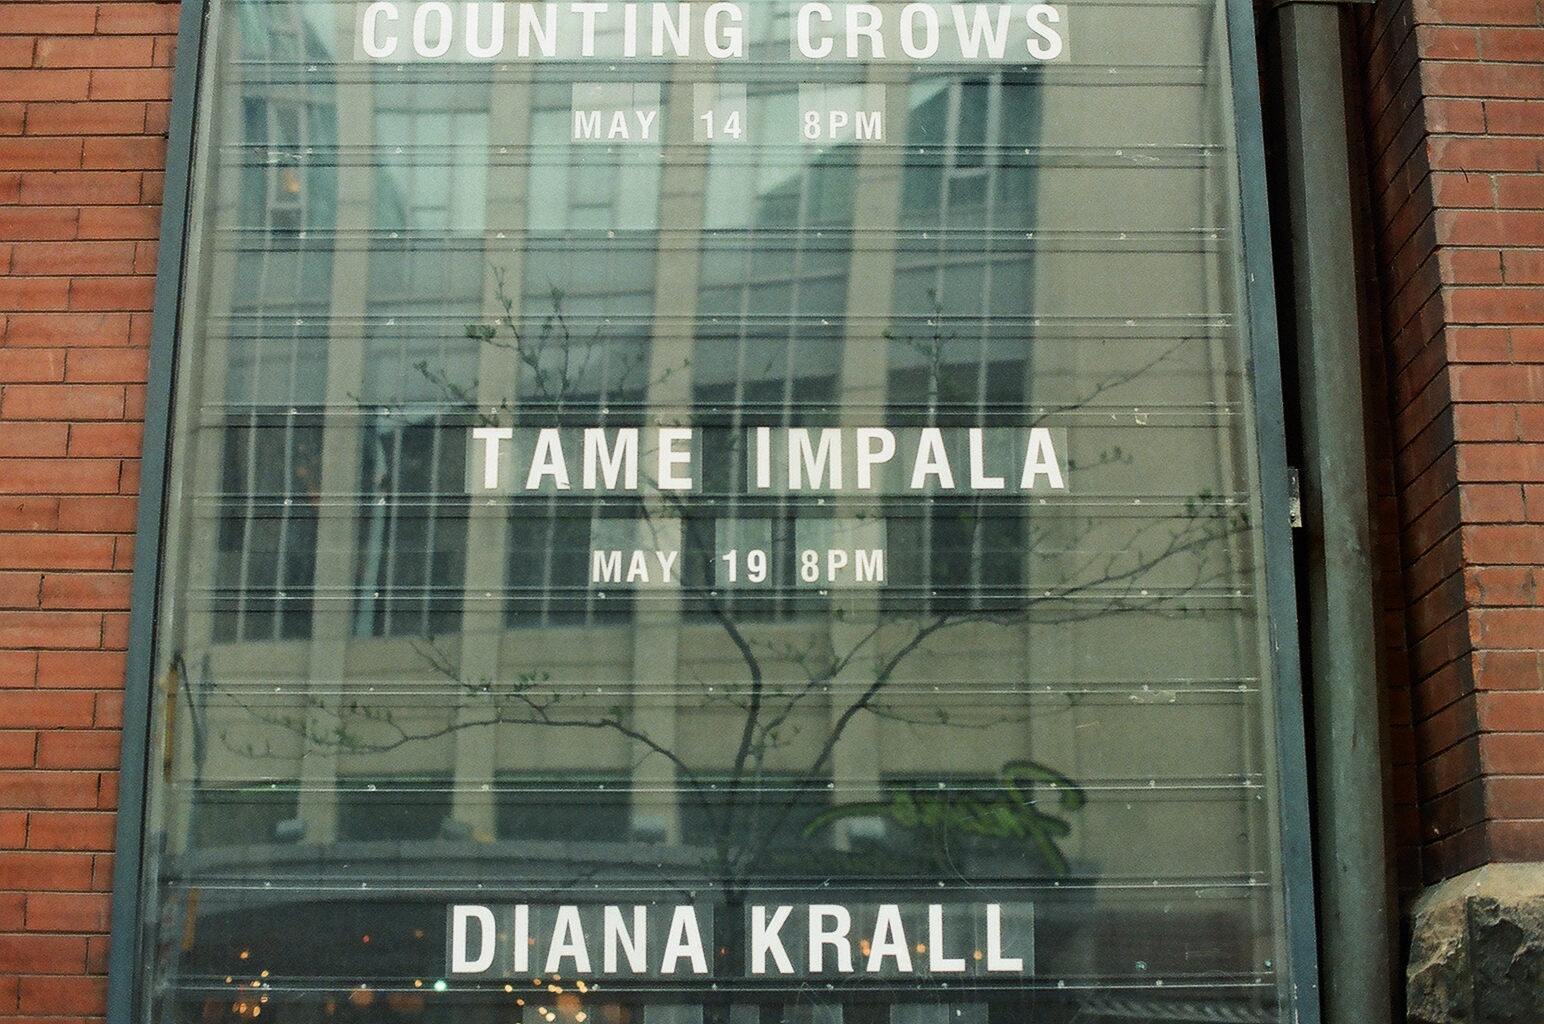 COUNTING CROWS
MAY 14 8PM
TAME IMPALA
MAY 19 8PM
DIANA KRALL